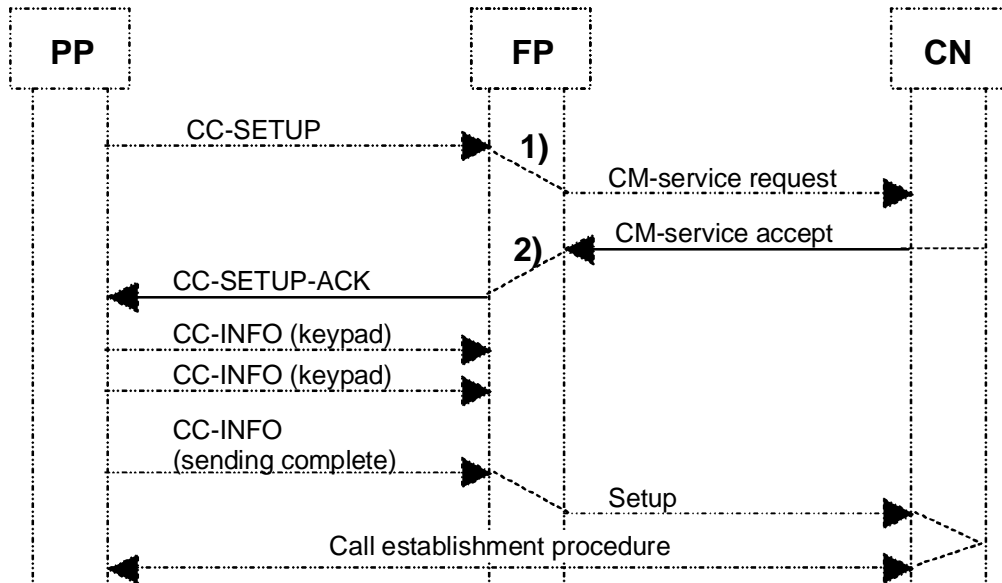 PP
FP
CN
CC-SETUP
1)
CM-service request
2)
CM-service accept
CC-SETUP-ACK
CC-INFO (keypad)
CC-INFO (keypad)
CC-INFO
(sending complete)
Setup
Call establishment procedure